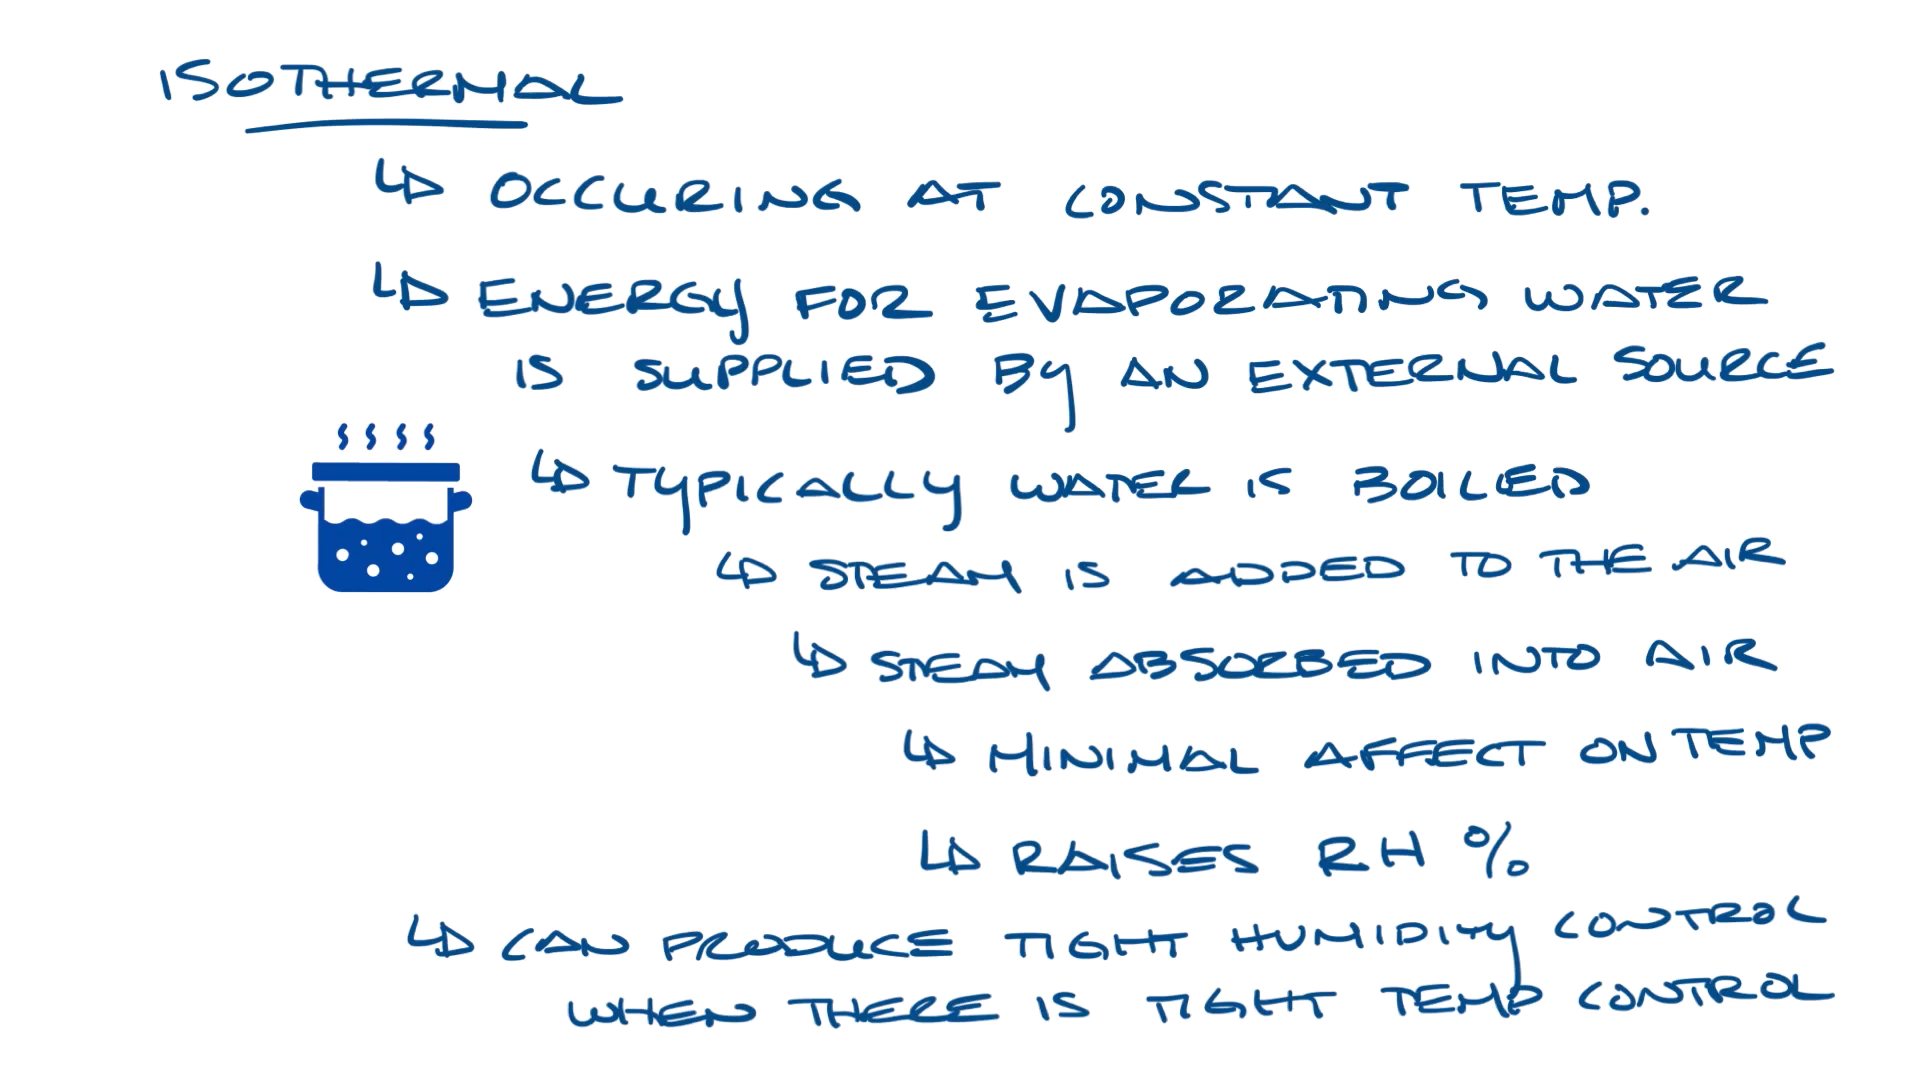 ISOTHERMAL
↳ OCCURING AT CONSTANT TEMP.
↳ ENERGY FOR EVAPORATING WATER
IS SUPPLIED BY AN EXTERNAL SOURCE
↳ TYPICALLY WATER IS BOILED
↳ STEAM IS ADDED TO THE AIR
↳ STEAM ABSORBED INTO AIR
↳ MINIMAL AFFECT ON TEMP
↳ RAISES RH %
↳ CAN PRODUCE TIGHT HUMIDITY CONTROL
WHEN THERE IS TIGHT TEMP CONTROL